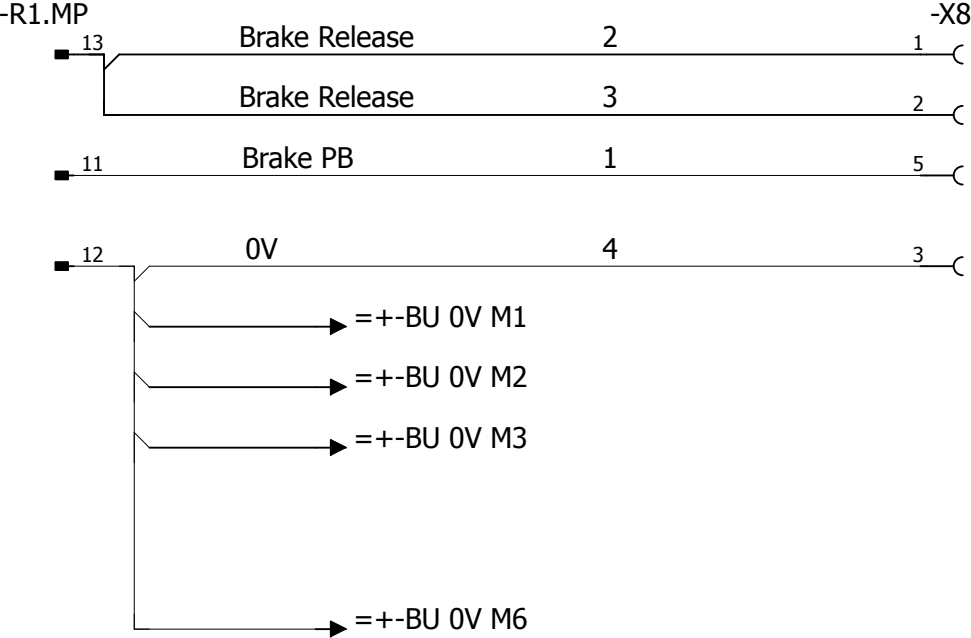 -R1.MP -X8
13 Brake Release 2 1
Brake Release 3 2
11 Brake PB 1 5
12 0V 4 3
=+-BU 0V M1
=+-BU 0V M2
=+-BU 0V M3
=+-BU 0V M6